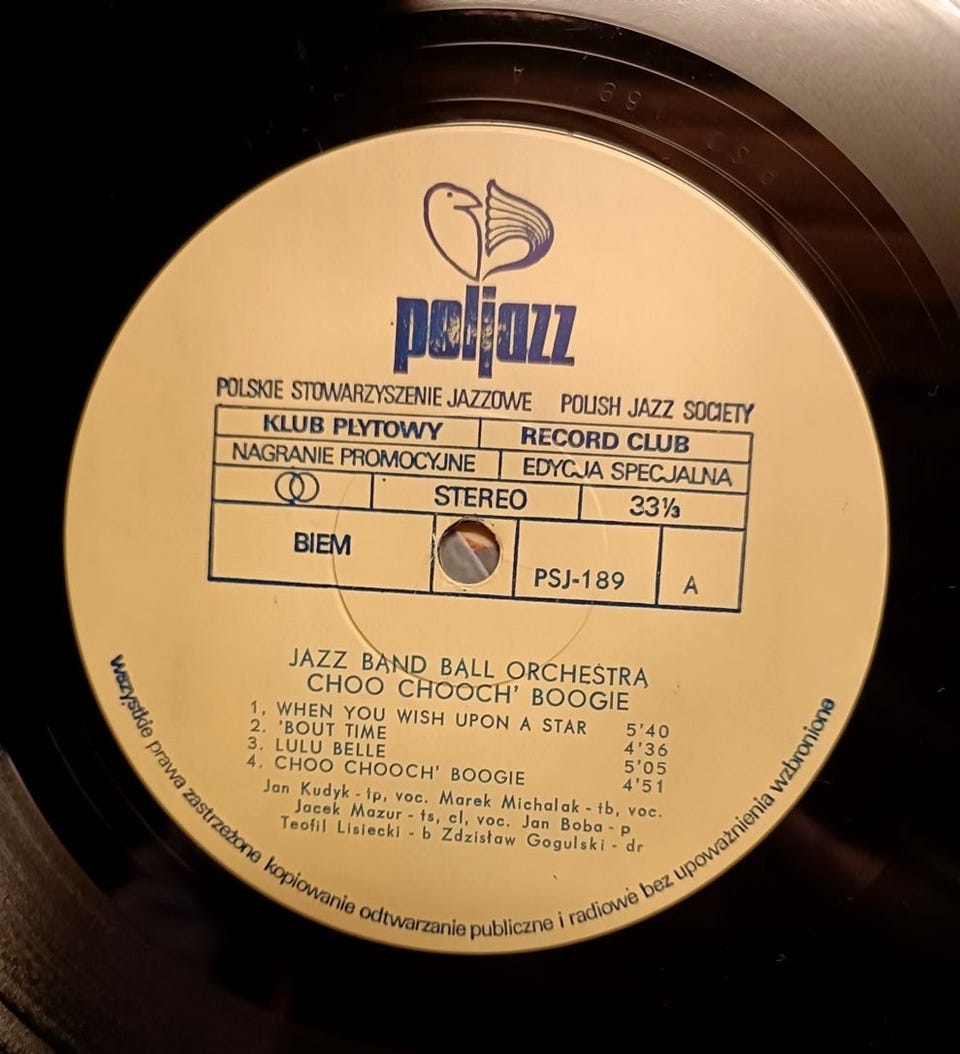 poljazz
POLSKIE STOWARZYSZENIE JAZZOWE POLISH JAZZ SOCIETY
KLUB PŁYTOWY RECORD CLUB
NAGRANIE PROMOCYJNE EDYCJA SPECJALNA
STEREO 33⅓
BIEM PSJ-189 A
JAZZ BAND BALL ORCHESTRA
CHOO CHOOCH' BOOGIE
1. WHEN YOU WISH UPON A STAR 5'40
2. 'BOUT TIME 4'36
3. LULU BELLE 5'05
4. CHOO CHOOCH' BOOGIE 4'51
Jan Kudyk - tp, voc. Marek Michalak - tb, voc.
Jacek Mazur - ts, cl, voc. Jan Boba - p
Teofil Lisiecki - b Zdzisław Gogulski - dr
wszystkie prawa zastrzeżone kopiowanie odtwarzanie publiczne i radiowe bez upoważnienia wzbronione